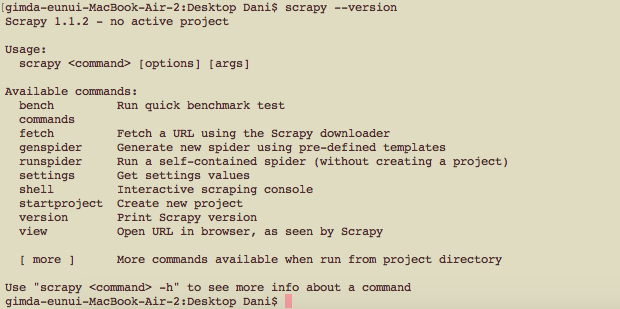 [gimda-eunui-MacBook-Air-2:Desktop Dani$ scrapy --version
Scrapy 1.1.2 - no active project
Usage:
  scrapy <command> [options] [args]
Available commands:
  bench         Run quick benchmark test
  commands
  fetch         Fetch a URL using the Scrapy downloader
  genspider     Generate new spider using pre-defined templates
  runspider     Run a self-contained spider (without creating a project)
  settings      Get settings values
  shell         Interactive scraping console
  startproject  Create new project
  version       Print Scrapy version
  view          Open URL in browser, as seen by Scrapy
  [ more ]      More commands available when run from project directory
Use "scrapy <command> -h" to see more info about a command
gimda-eunui-MacBook-Air-2:Desktop Dani$